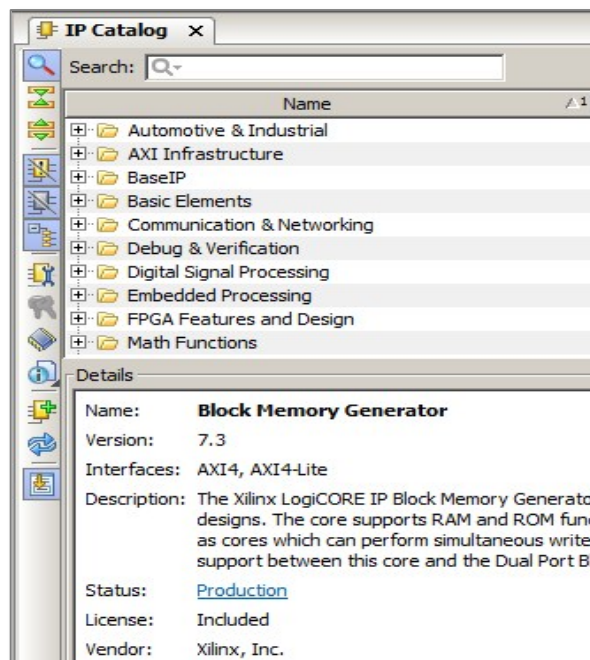 IP Catalog
Search:
Name
1
Automotive & Industrial
AXI Infrastructure
BaseIP
Basic Elements
Communication & Networking
Debug & Verification
Digital Signal Processing
Embedded Processing
FPGA Features and Design
Math Functions
Details
Name: Block Memory Generator
Version: 7.3
Interfaces: AXI4, AXI4-Lite
Description: The Xilinx LogiCORE IP Block Memory Generato
designs. The core supports RAM and ROM fun
as cores which can perform simultaneous write
support between this core and the Dual Port B
Status: Production
License: Included
Vendor: Xilinx, Inc.